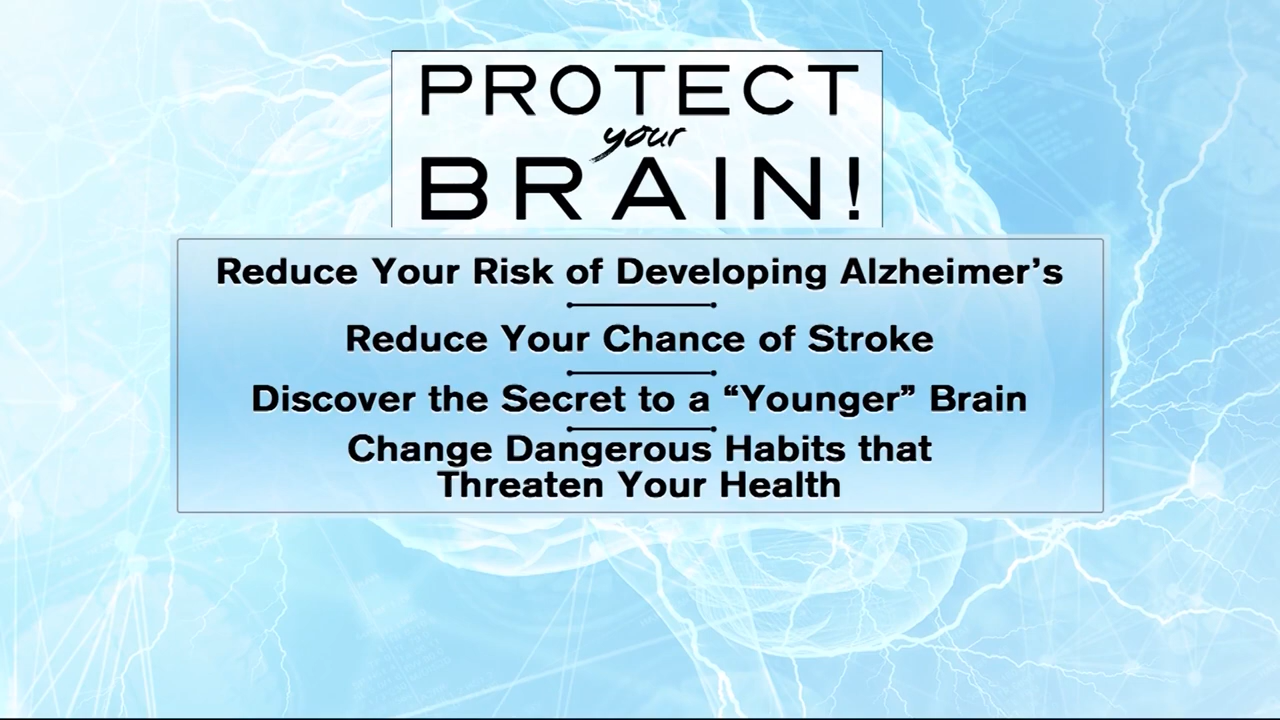 PROTECT
your
BRAIN!
Reduce Your Risk of Developing Alzheimer's
Reduce Your Chance of Stroke
Discover the Secret to a “Younger” Brain
Change Dangerous Habits that
Threaten Your Health